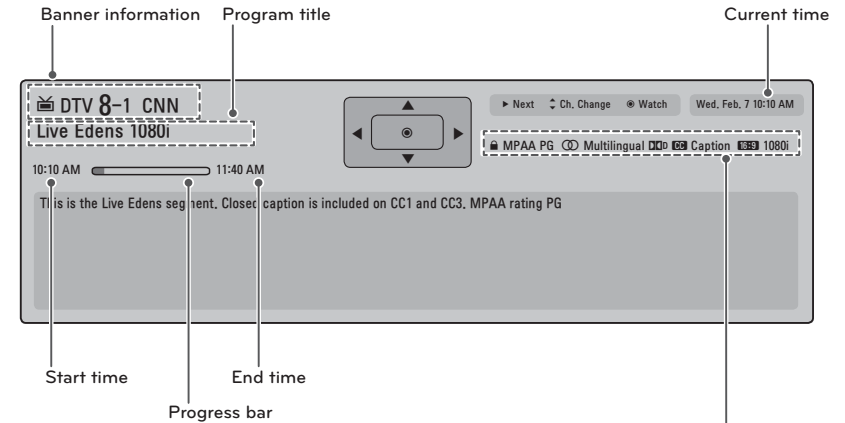 Banner information Program title Current time
DTV 8-1 CNN
Next Ch. Change Watch Wed. Feb. 7 10:10 AM
Live Edens 1080i
MPAA PG Multilingual D CC Caption 16:9 1080i
10:10 AM 11:40 AM
This is the Live Edens segment. Closed caption is included on CC1 and CC3. MPAA rating PG
Start time End time
Progress bar